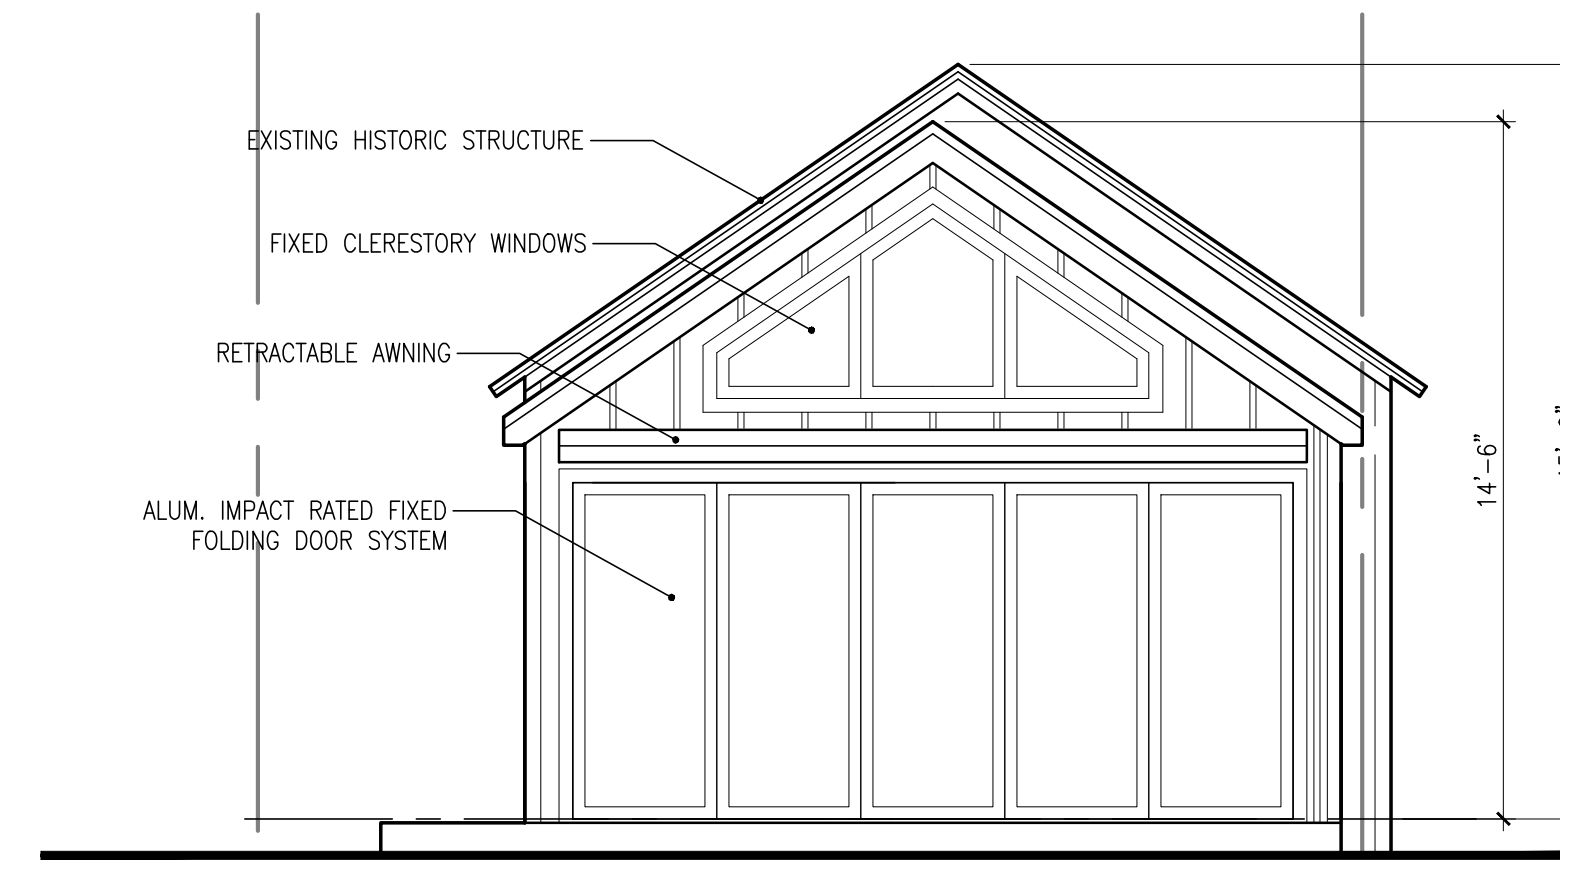 EXISTING HISTORIC STRUCTURE
FIXED CLERESTORY WINDOWS
RETRACTABLE AWNING
14'-6"
ALUM. IMPACT RATED FIXED
FOLDING DOOR SYSTEM